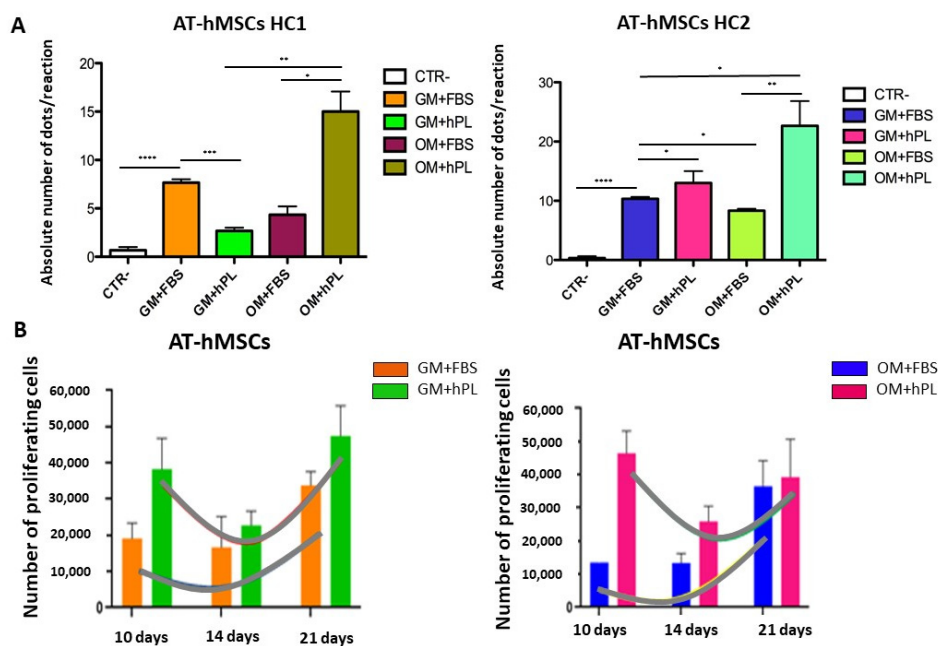 A
AT-hMSCs HC1
Absolute number of dots/reaction
20
15
10
5
0
**
*
****
***
CTR-
GM+FBS
GM+hPL
OM+FBS
OM+hPL
CTR-
GM+FBS
GM+hPL
OM+FBS
OM+hPL
AT-hMSCs HC2
Absolute number of dots/reaction
30
20
10
0
*
**
*
*
****
CTR-
GM+FBS
GM+hPL
OM+FBS
OM+hPL
CTR-
GM+FBS
GM+hPL
OM+FBS
OM+hPL
B
AT-hMSCs
Number of proliferating cells
60,000
50,000
40,000
30,000
20,000
10,000
0
10 days
14 days
21 days
GM+FBS
GM+hPL
AT-hMSCs
Number of proliferating cells
60,000
50,000
40,000
30,000
20,000
10,000
0
10 days
14 days
21 days
OM+FBS
OM+hPL